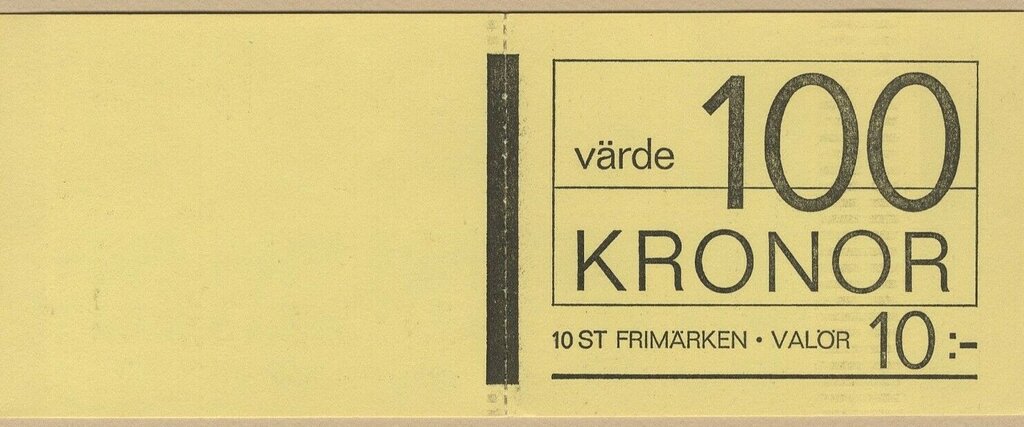 värde 100
KRONOR
10 ST FRIMÄRKEN • VALÖR 10:-